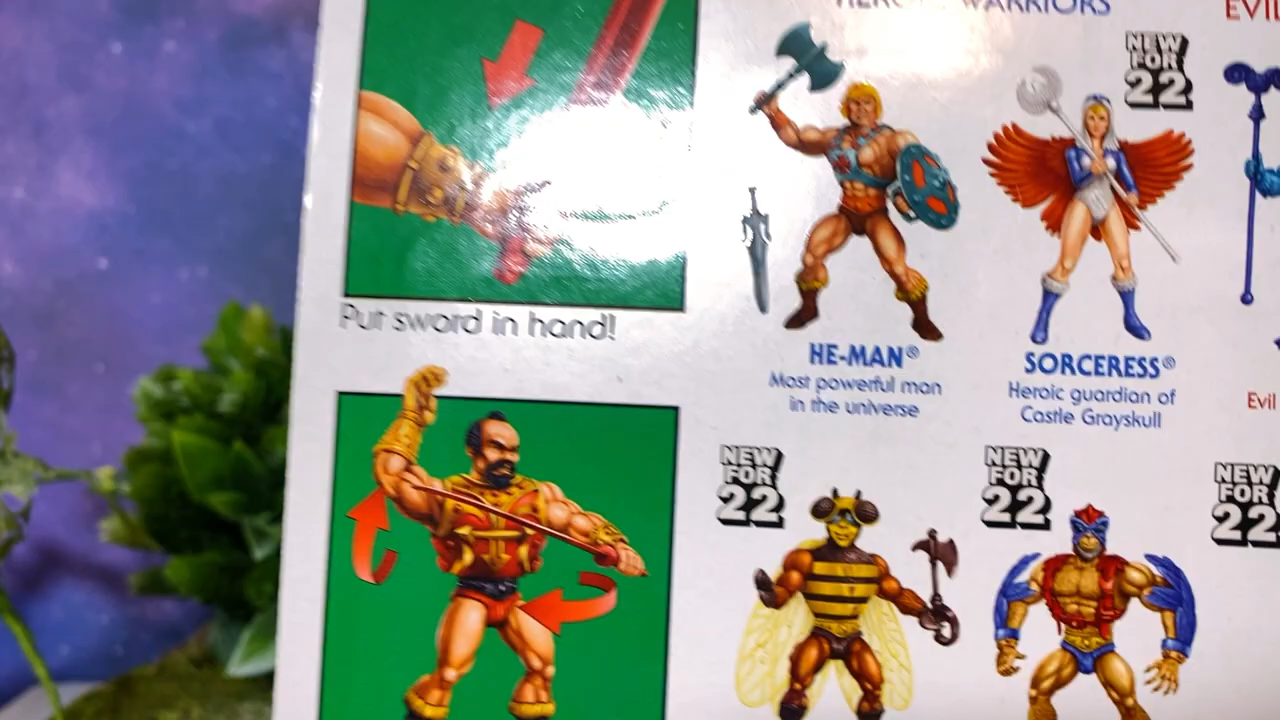 HEROIC WARRIORS
EVIL
NEW
FOR
22
Put sword in hand!
HE-MAN®
Most powerful man
in the universe
SORCERESS®
Heroic guardian of
Castle Grayskull
Evil
NEW
FOR
22
NEW
FOR
22
NEW
FOR
22